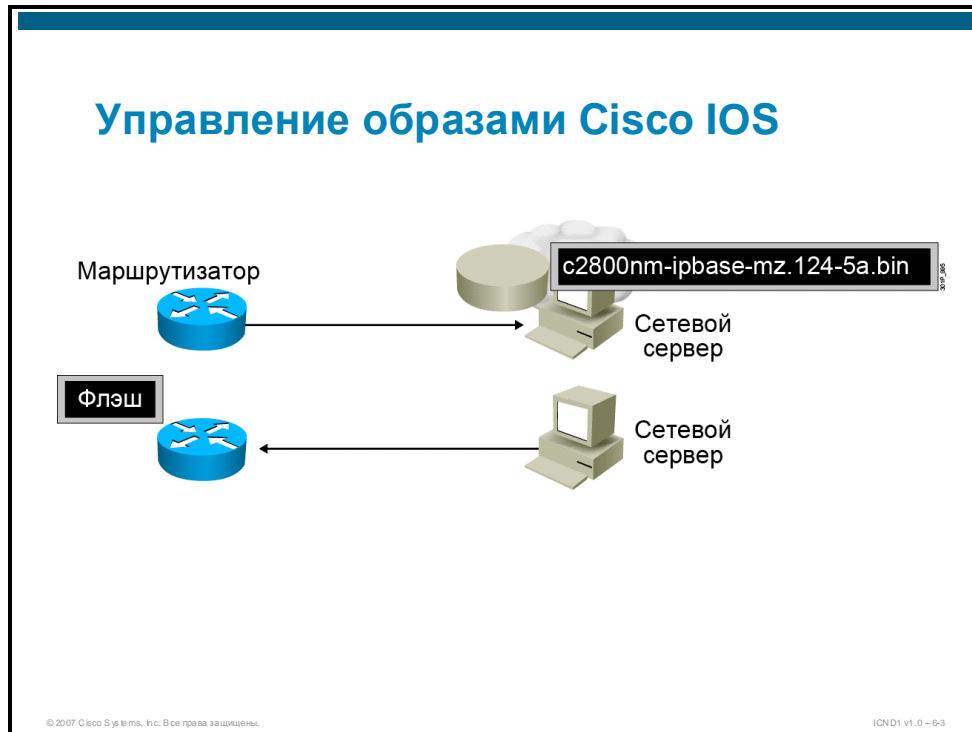 Управление образами Cisco IOS
Маршрутизатор
c2800nm-ipbase-mz.124-5a.bin
301P_995
Сетевой
сервер
Флэш
Сетевой
сервер
© 2007 Cisco Systems, Inc. Все права защищены.
ICND1 v1.0 – 6-3